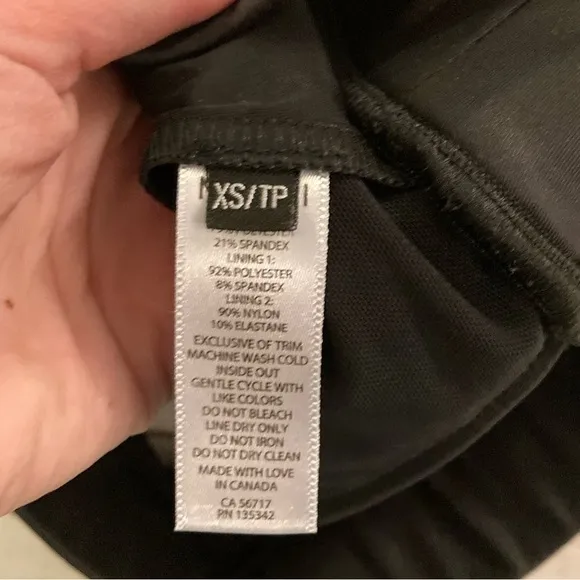 XS/TP
21% SPANDEX
LINING 1:
92% POLYESTER
8% SPANDEX
LINING 2:
90% NYLON
10% ELASTANE
EXCLUSIVE OF TRIM
MACHINE WASH COLD
INSIDE OUT
GENTLE CYCLE WITH
LIKE COLORS
DO NOT BLEACH
LINE DRY ONLY
DO NOT IRON
DO NOT DRY CLEAN
MADE WITH LOVE
IN CANADA
CA 56717
RN 135342